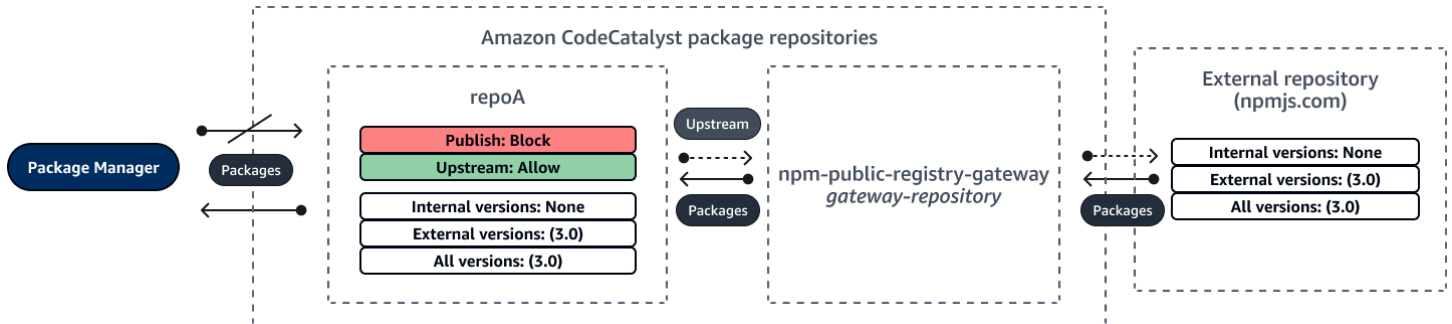 Amazon CodeCatalyst package repositories
Package Manager
Packages
repoA
Publish: Block
Upstream: Allow
Internal versions: None
External versions: (3.0)
All versions: (3.0)
Upstream
Packages
npm-public-registry-gateway
gateway-repository
Packages
External repository
(npmjs.com)
Internal versions: None
External versions: (3.0)
All versions: (3.0)